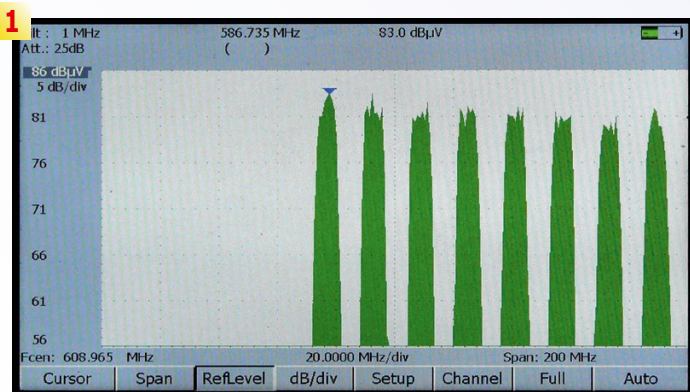 1
Filt : 1 MHz 586.735 MHz 83.0 dBµV
Att.: 25dB ( )
86 dBµV
5 dB/div
81
76
71
66
61
56
Fcen: 608.965 MHz 20.0000 MHz/div Span: 200 MHz
Cursor Span RefLevel dB/div Setup Channel Full Auto